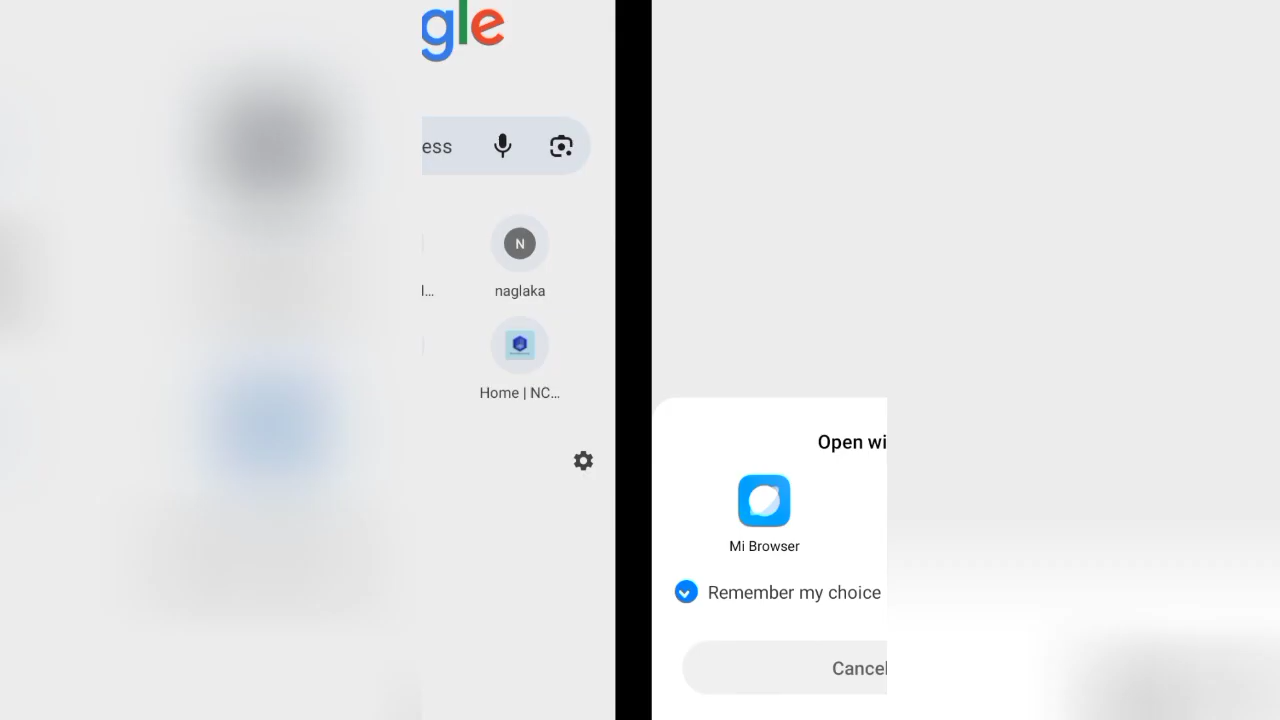 gle
ess
N
l...
naglaka
Home | NC...
Open wi
Mi Browser
Remember my choice
Cancel